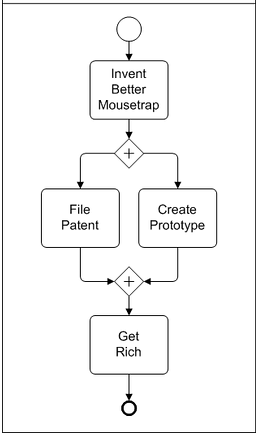 Invent
Better
Mousetrap
File
Patent
Create
Prototype
Get
Rich